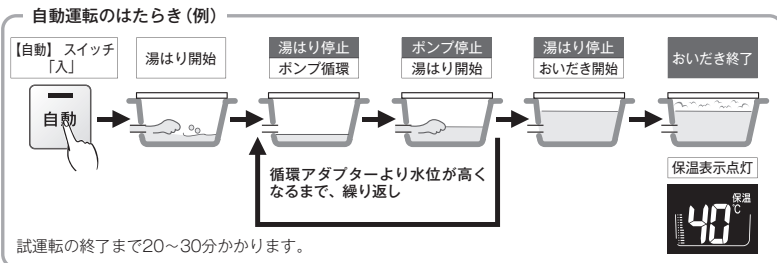 自動運転のはたらき(例)
【自動】 スイッチ
「入」
自動
湯はり開始
湯はり停止
ポンプ循環
ポンプ停止
湯はり開始
湯はり停止
おいだき開始
おいだき終了
循環アダプターより水位が高く
なるまで、繰り返し
保温表示点灯
保温
40℃
試運転の終了まで20〜30分かかります。